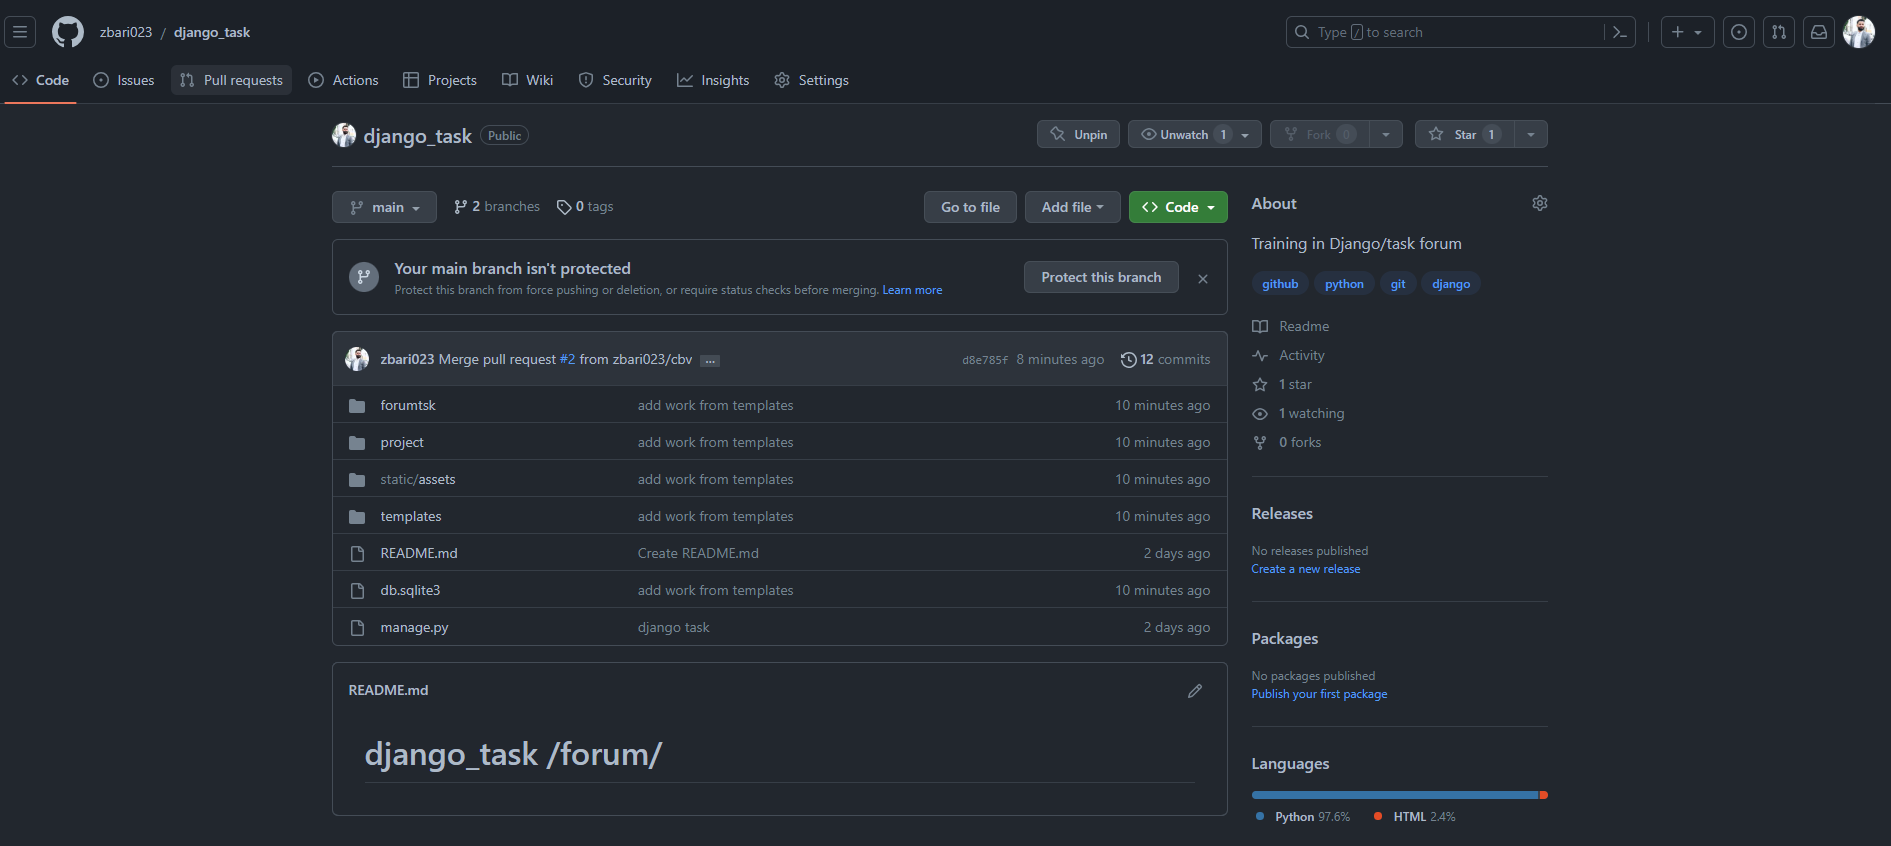 zbari023 / django_task
Type / to search
Code Issues Pull requests Actions Projects Wiki Security Insights Settings
django_task Public
Unpin Unwatch 1 Fork 0 Star 1
main 2 branches 0 tags
Go to file Add file Code
Your main branch isn't protected
Protect this branch from force pushing or deletion, or require status checks before merging. Learn more
Protect this branch
zbari023 Merge pull request #2 from zbari023/cbv ... d8e785f 8 minutes ago 12 commits
forumtsk add work from templates 10 minutes ago
project add work from templates 10 minutes ago
static/assets add work from templates 10 minutes ago
templates add work from templates 10 minutes ago
README.md Create README.md 2 days ago
db.sqlite3 add work from templates 10 minutes ago
manage.py django task 2 days ago
README.md
django_task /forum/
About
Training in Django/task forum
github python git django
Readme
Activity
1 star
1 watching
0 forks
Releases
No releases published
Create a new release
Packages
No packages published
Publish your first package
Languages
Python 97.6% HTML 2.4%